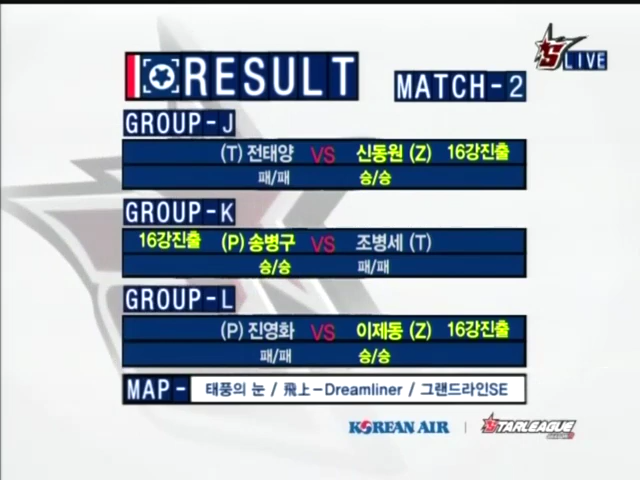 S LIVE
RESULT
MATCH-2
GROUP-J
(T) 전태양 VS 신동원 (Z) 16강진출
패/패 승/승
GROUP-K
16강진출 (P) 송병구 VS 조병세 (T)
승/승 패/패
GROUP-L
(P) 진영화 VS 이제동 (Z) 16강진출
패/패 승/승
MAP- 태풍의 눈 / 飛上-Dreamliner / 그랜드라인SE
KOREAN AIR | STARLEAGUE